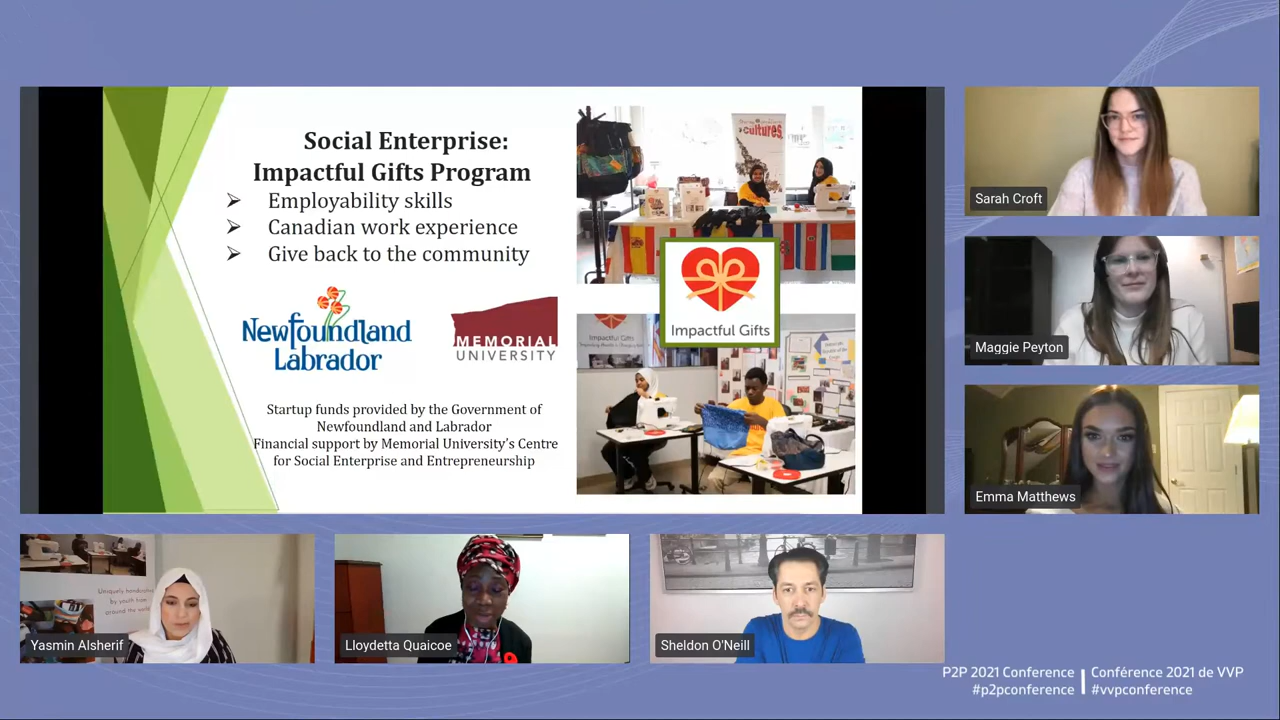 Social Enterprise:
Impactful Gifts Program
➢ Employability skills
➢ Canadian work experience
➢ Give back to the community
Newfoundland
Labrador
MEMORIAL
UNIVERSITY
Startup funds provided by the Government of
Newfoundland and Labrador
Financial support by Memorial University's Centre
for Social Enterprise and Entrepreneurship
cultures
Impactful Gifts
Impactful Gifts
Sarah Croft
Maggie Peyton
Emma Matthews
Uniquely handcrafted
by youth from
around the world
Yasmin Alsherif
Lloydetta Quaicoe
Sheldon O'Neill
P2P 2021 Conference
#p2pconference
Conférence 2021 de VVP
#vvpconference